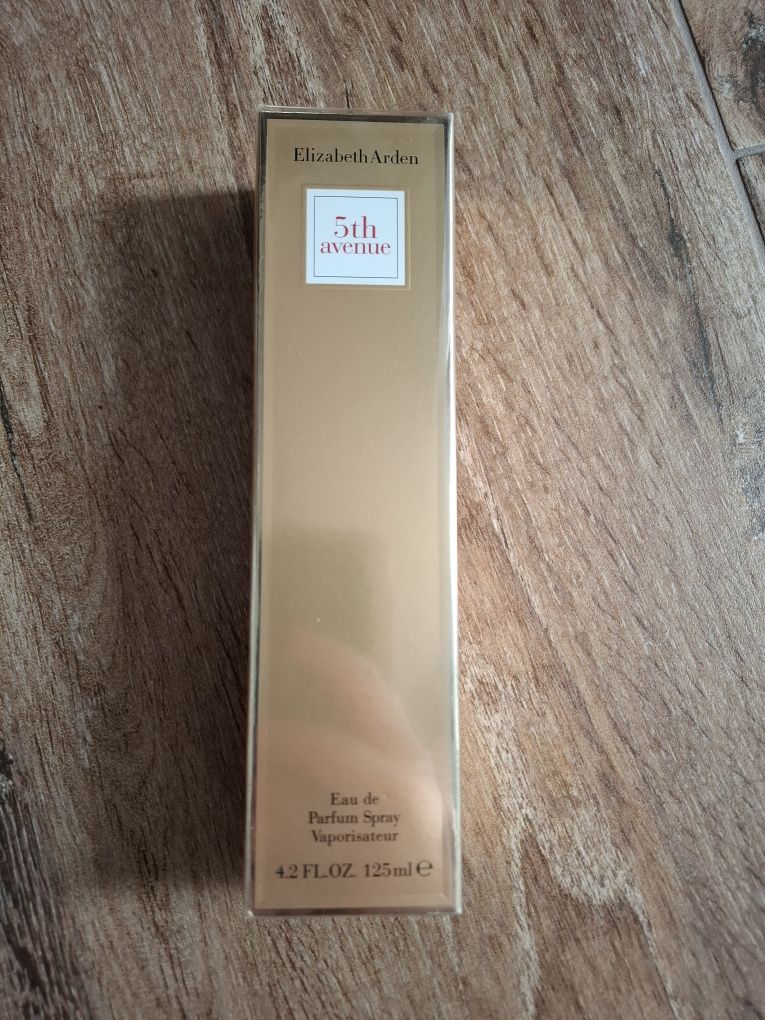 ElizabethArden
5th
avenue
Eau de
Parfum Spray
Vaporisateur
4.2 FL.OZ. 125ml ℮